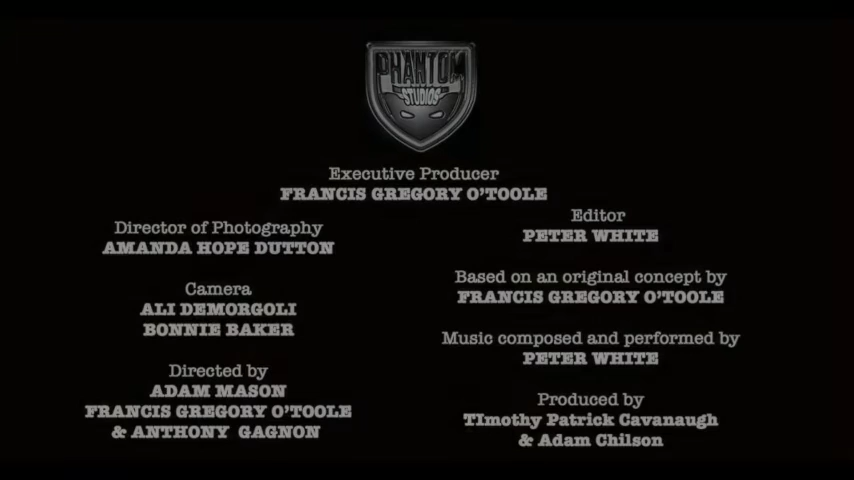 PHANTOM
STUDIOS
Executive Producer
FRANCIS GREGORY O'TOOLE
Director of Photography
AMANDA HOPE DUTTON
Camera
ALI DEMORGOLI
BONNIE BAKER
Directed by
ADAM MASON
FRANCIS GREGORY O'TOOLE
& ANTHONY GAGNON
Editor
PETER WHITE
Based on an original concept by
FRANCIS GREGORY O'TOOLE
Music composed and performed by
PETER WHITE
Produced by
TImothy Patrick Cavanaugh
& Adam Chilson